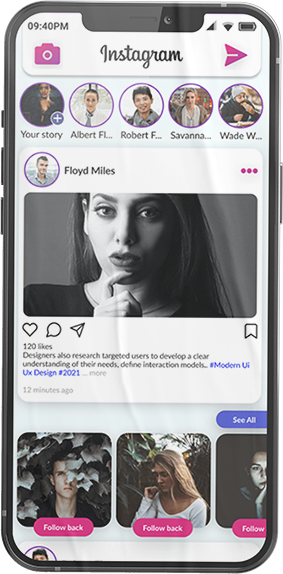 09:40PM
Instagram
Your story
Albert Fl...
Robert F...
Savanna...
Wade W...
Floyd Miles
120 likes
Designers also research targeted users to develop a clear
understanding of their needs, define interaction models.. #Modern Ui
Ux Design #2021 ... more
12 minutes ago
See All
Follow back
Follow back
Follow